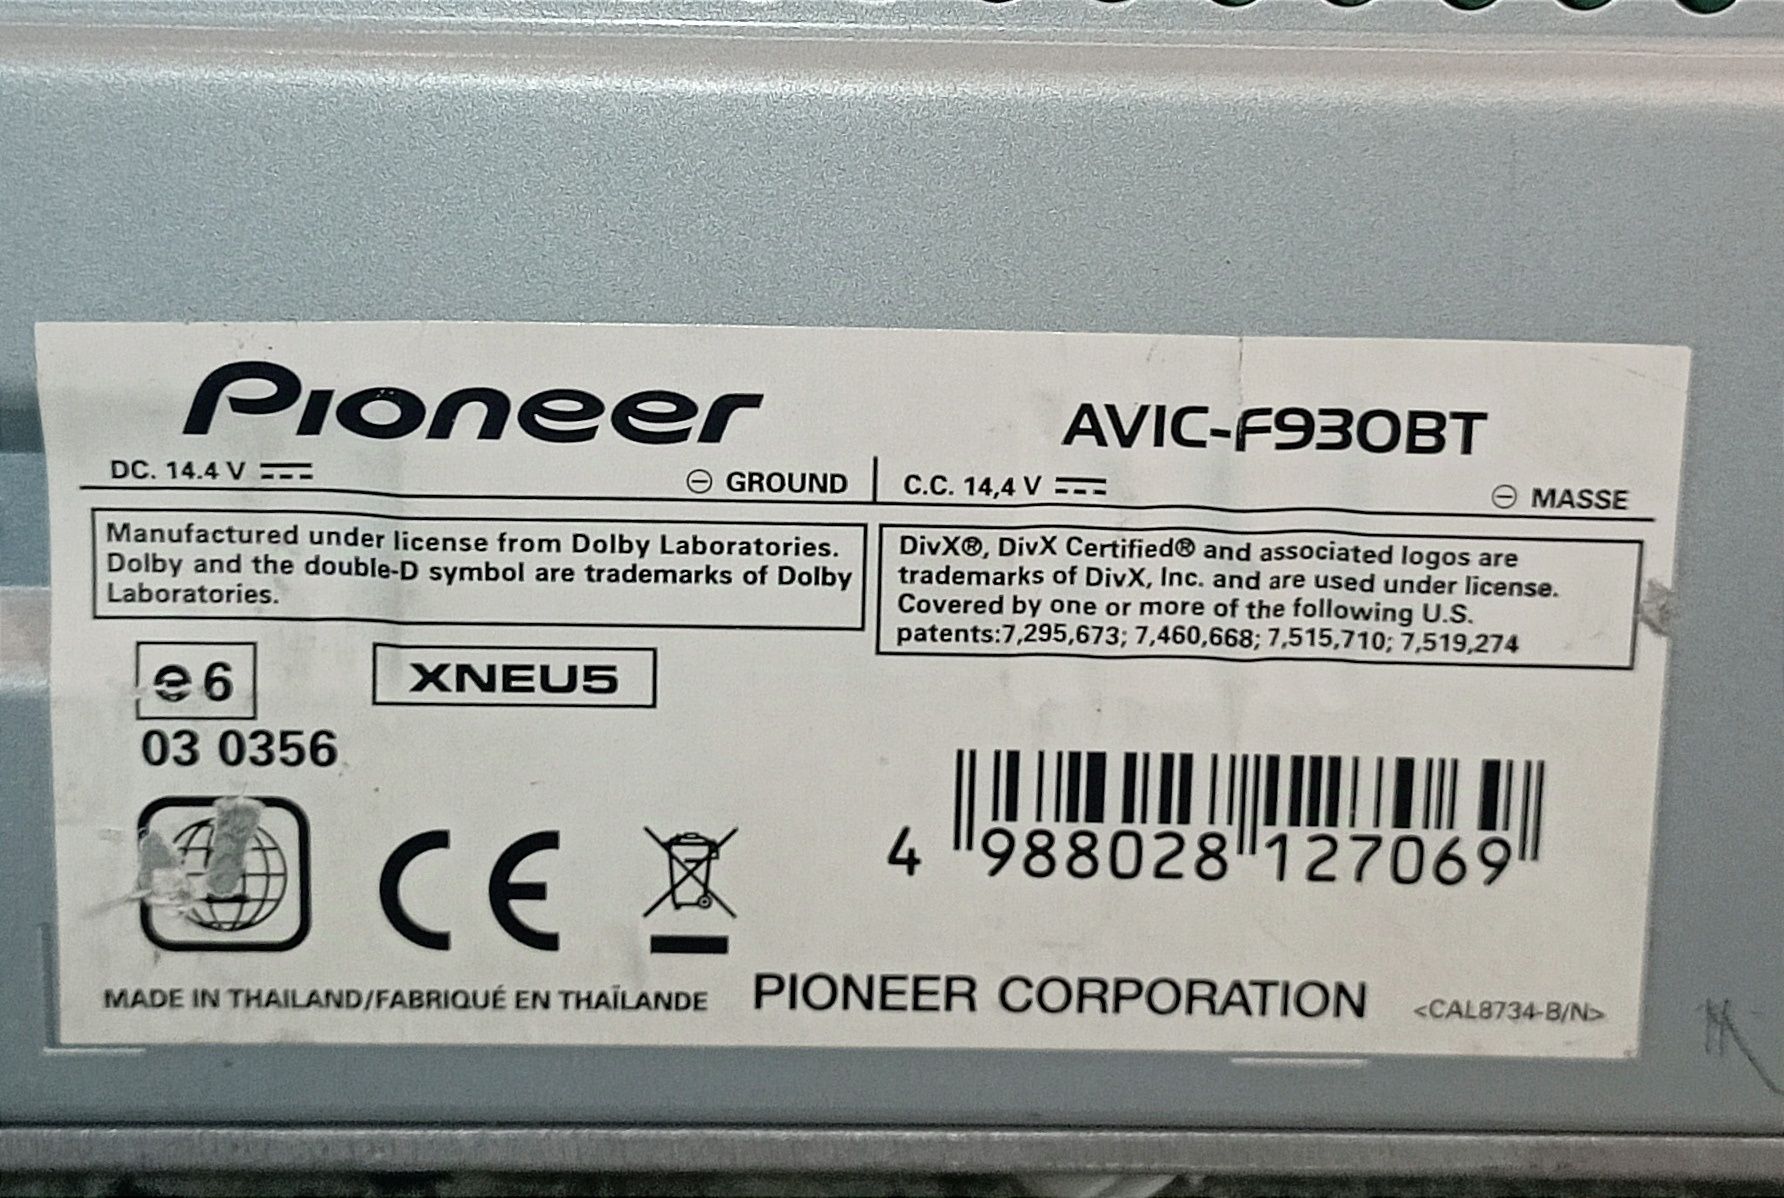 Pioneer
AVIC-F930BT
DC. 14.4 V ⎓
⊖ GROUND
C.C. 14,4 V ⎓
⊖ MASSE
Manufactured under license from Dolby Laboratories.
Dolby and the double-D symbol are trademarks of Dolby
Laboratories.
DivX®, DivX Certified® and associated logos are
trademarks of DivX, Inc. and are used under license.
Covered by one or more of the following U.S.
patents:7,295,673; 7,460,668; 7,515,710; 7,519,274
e6
XNEU5
03 0356
CE
4 988028 127069
MADE IN THAILAND/FABRIQUÉ EN THAÏLANDE
PIONEER CORPORATION
<CAL8734-B/N>